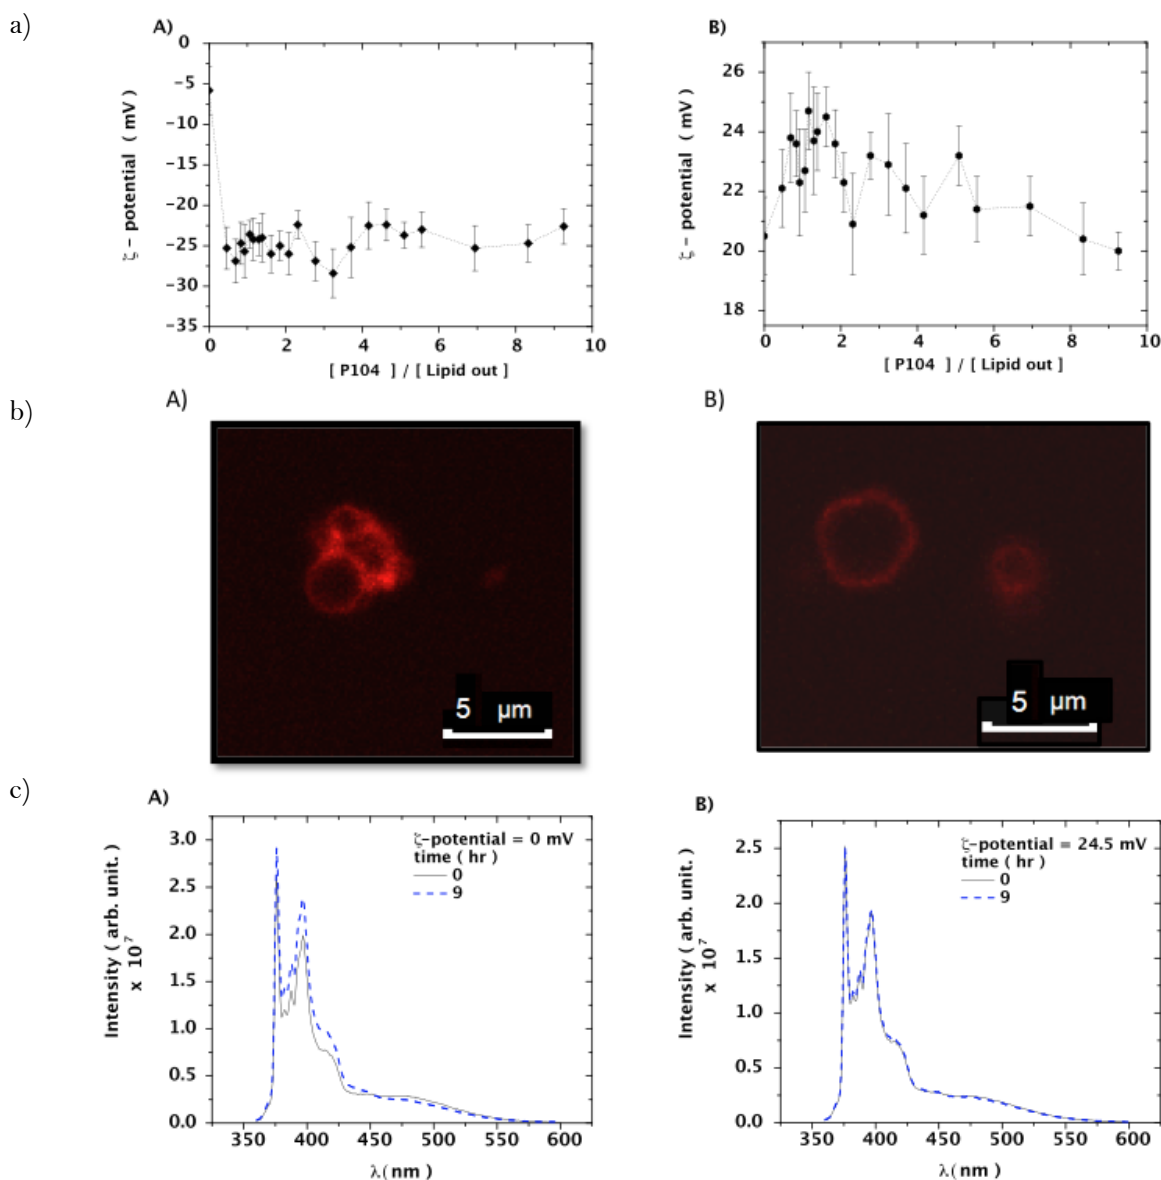 a)
A)
ζ - potential ( mV )
0
-5
-10
-15
-20
-25
-30
-35
0 2 4 6 8 10
[ P104 ] / [ Lipid out ]
B)
ζ - potential ( mV )
26
24
22
20
18
0 2 4 6 8 10
[ P104 ] / [ Lipid out ]
b)
A)
5 μm
B)
5 μm
c)
A)
Intensity ( arb. unit. )
x 10⁷
3.0
2.5
2.0
1.5
1.0
0.5
0.0
ζ-potential = 0 mV
time ( hr )
0
9
350 400 450 500 550 600
λ( nm )
B)
Intensity ( arb. unit. )
x 10⁷
2.5
2.0
1.5
1.0
0.5
0.0
ζ-potential = 24.5 mV
time ( hr )
0
9
350 400 450 500 550 600
λ( nm )